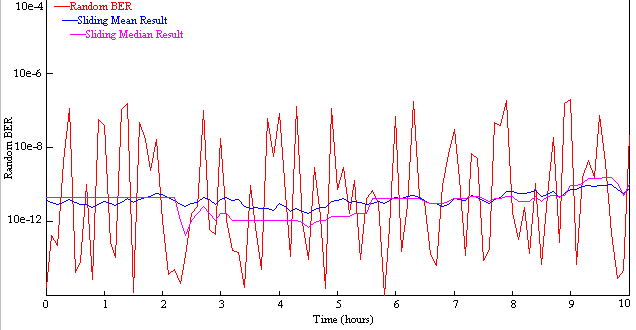 10e-4
Random BER
Sliding Mean Result
Sliding Median Result
10e-6
10e-8
10e-12
Random BER
0 1 2 3 4 5 6 7 8 9 10
Time (hours)